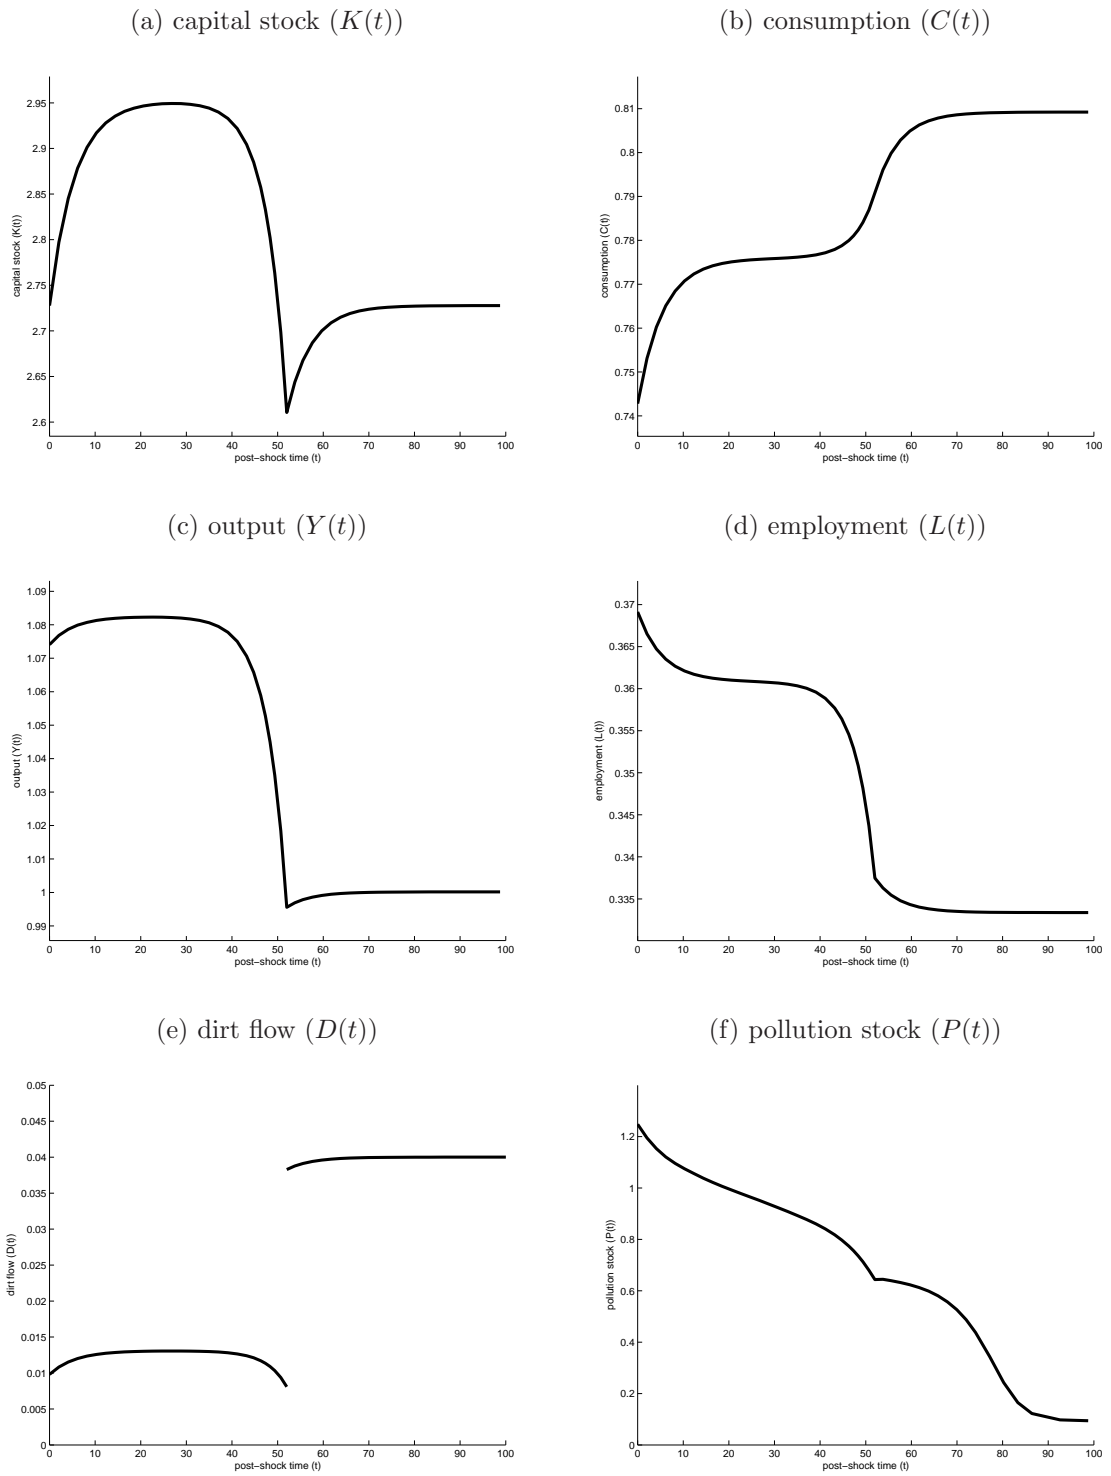 (a) capital stock (K(t))
(b) consumption (C(t))
capital stock (K(t))
2.95
2.9
2.85
2.8
2.75
2.7
2.65
2.6
0 10 20 30 40 50 60 70 80 90 100
post−shock time (t)
consumption (C(t))
0.81
0.8
0.79
0.78
0.77
0.76
0.75
0.74
0 10 20 30 40 50 60 70 80 90 100
post−shock time (t)
(c) output (Y(t))
(d) employment (L(t))
output (Y(t))
1.09
1.08
1.07
1.06
1.05
1.04
1.03
1.02
1.01
1
0.99
0 10 20 30 40 50 60 70 80 90 100
post−shock time (t)
employment (L(t))
0.37
0.365
0.36
0.355
0.35
0.345
0.34
0.335
0 10 20 30 40 50 60 70 80 90 100
post−shock time (t)
(e) dirt flow (D(t))
(f) pollution stock (P(t))
dirt flow (D(t))
0.05
0.045
0.04
0.035
0.03
0.025
0.02
0.015
0.01
0.005
0
0 10 20 30 40 50 60 70 80 90 100
post−shock time (t)
pollution stock (P(t))
1.2
1
0.8
0.6
0.4
0.2
0
0 10 20 30 40 50 60 70 80 90 100
post−shock time (t)